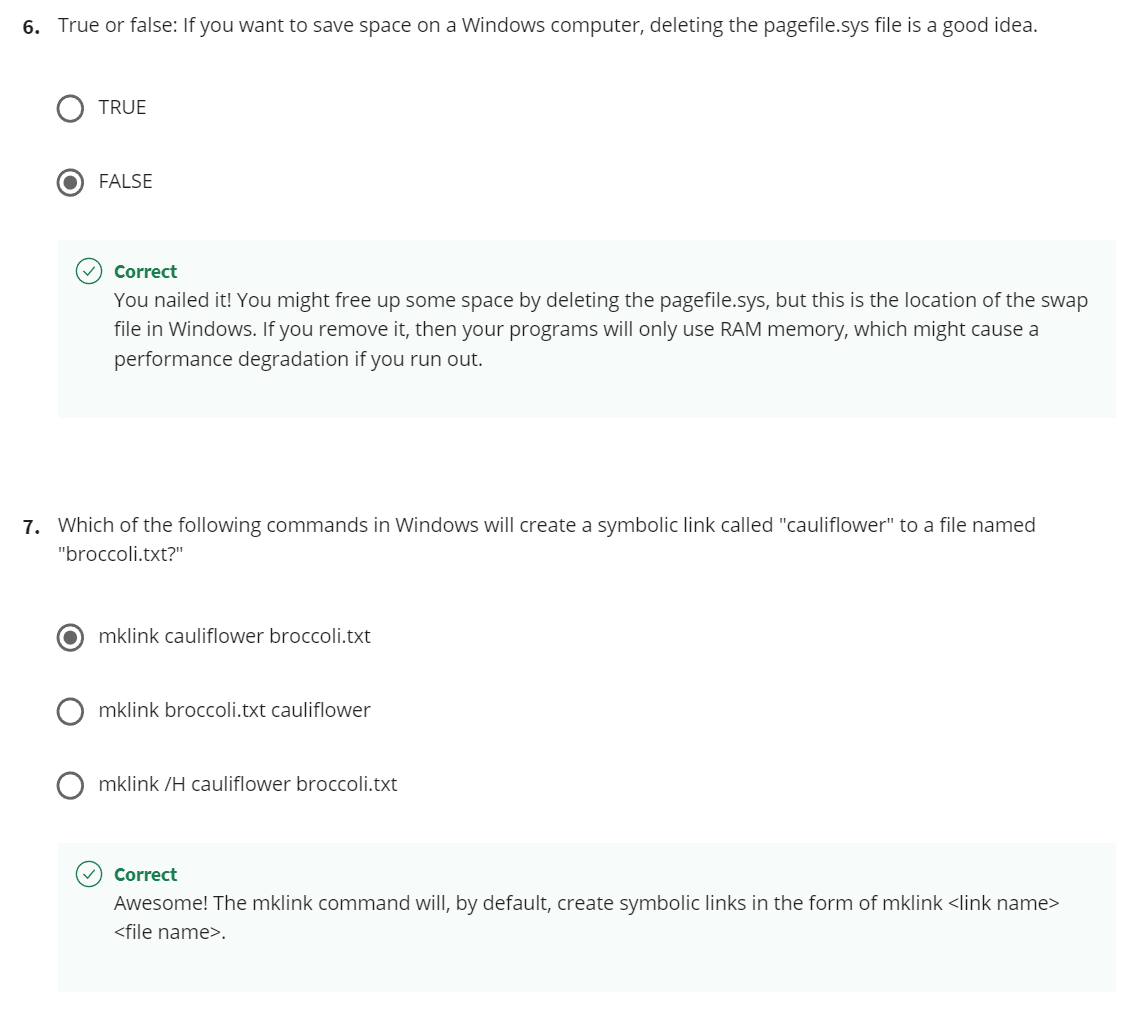 6. True or false: If you want to save space on a Windows computer, deleting the pagefile.sys file is a good idea.
TRUE
FALSE
Correct
You nailed it! You might free up some space by deleting the pagefile.sys, but this is the location of the swap
file in Windows. If you remove it, then your programs will only use RAM memory, which might cause a
performance degradation if you run out.
7. Which of the following commands in Windows will create a symbolic link called "cauliflower" to a file named
"broccoli.txt?"
mklink cauliflower broccoli.txt
mklink broccoli.txt cauliflower
mklink /H cauliflower broccoli.txt
Correct
Awesome! The mklink command will, by default, create symbolic links in the form of mklink <link name>
<file name>.